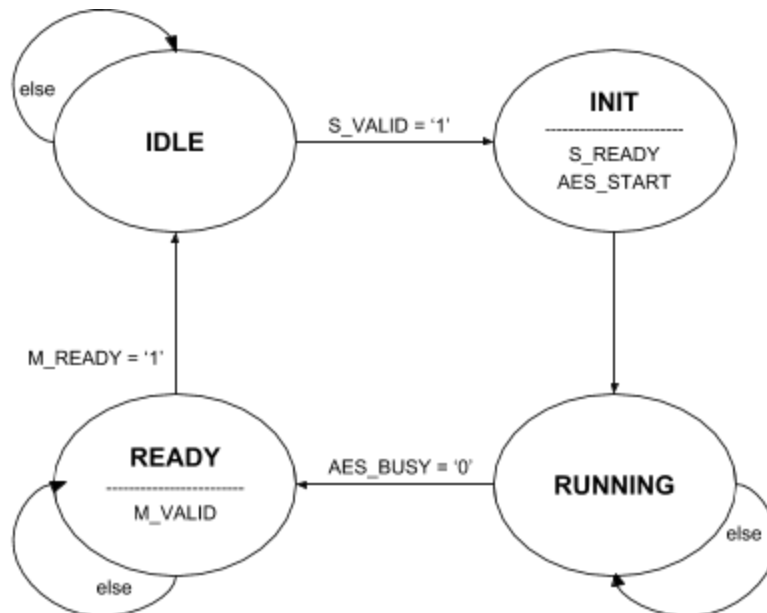 else
IDLE
S_VALID = ‘1’
INIT
----------------------
S_READY
AES_START
M_READY = ‘1’
READY
----------------------
M_VALID
else
AES_BUSY = ‘0’
RUNNING
else